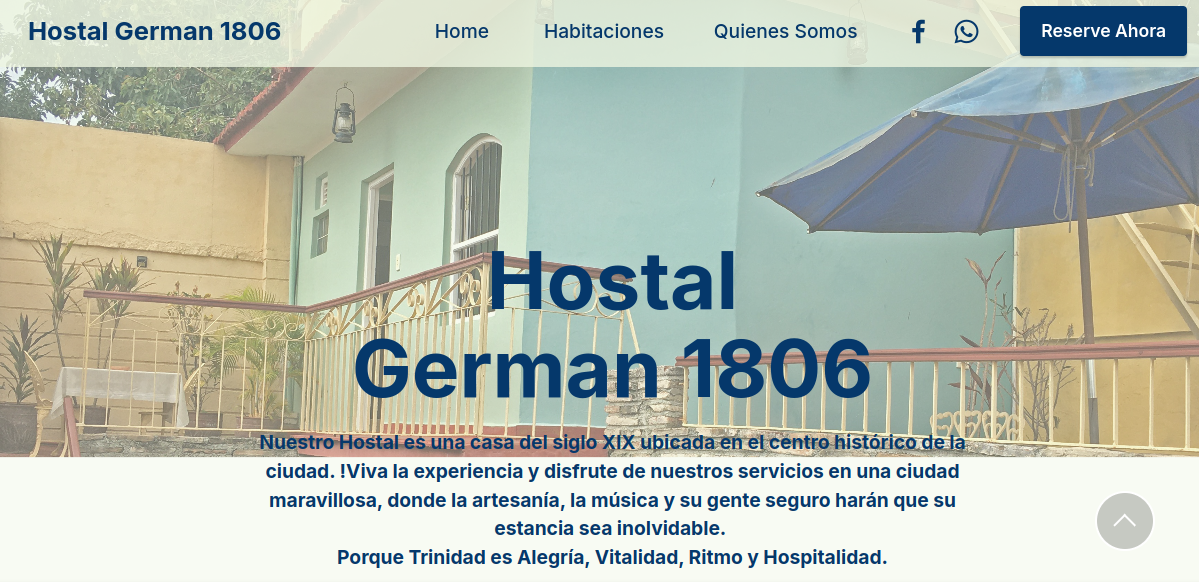 Hostal German 1806
Home
Habitaciones
Quienes Somos
Reserve Ahora
Hostal
German 1806
Nuestro Hostal es una casa del siglo XIX ubicada en el centro histórico de la
ciudad. !Viva la experiencia y disfrute de nuestros servicios en una ciudad
maravillosa, donde la artesanía, la música y su gente seguro harán que su
estancia sea inolvidable.
Porque Trinidad es Alegría, Vitalidad, Ritmo y Hospitalidad.